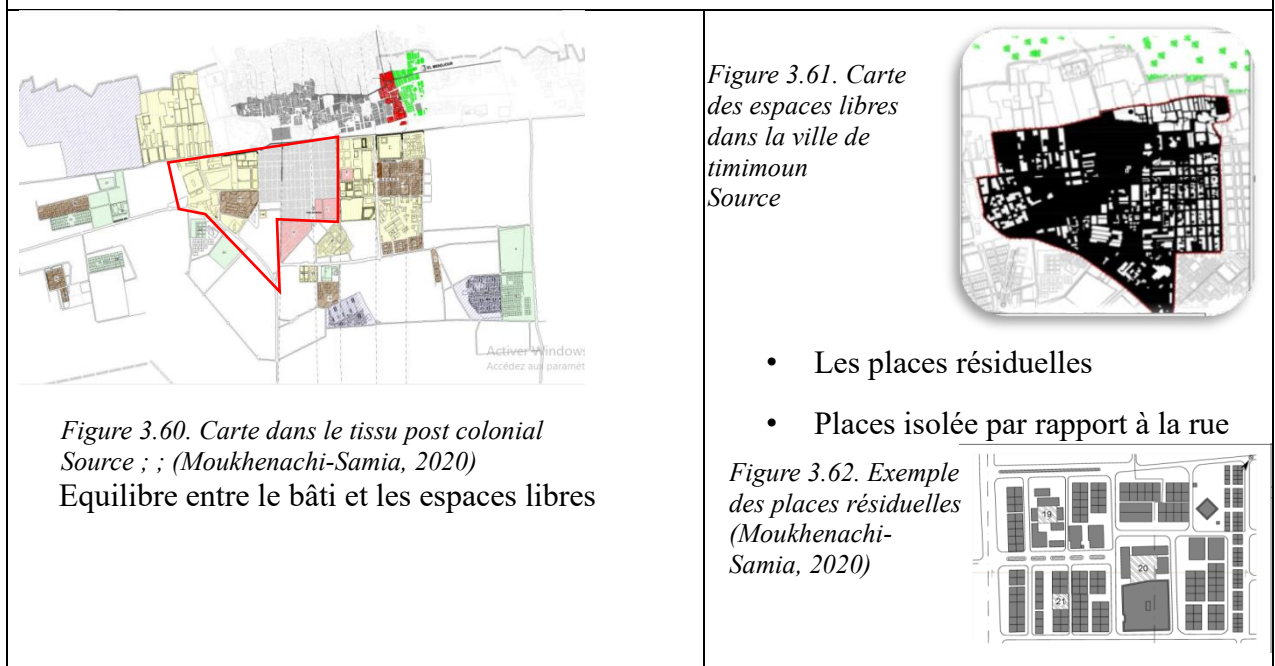 EL MENDJOUR
Activer Windows
Accédez aux paramèt
Figure 3.60. Carte dans le tissu post colonial
Source ; ; (Moukhenachi-Samia, 2020)
Equilibre entre le bâti et les espaces libres
Figure 3.61. Carte
des espaces libres
dans la ville de
timimoun
Source
• Les places résiduelles
• Places isolée par rapport à la rue
Figure 3.62. Exemple
des places résiduelles
(Moukhenachi-
Samia, 2020)
19
20
21